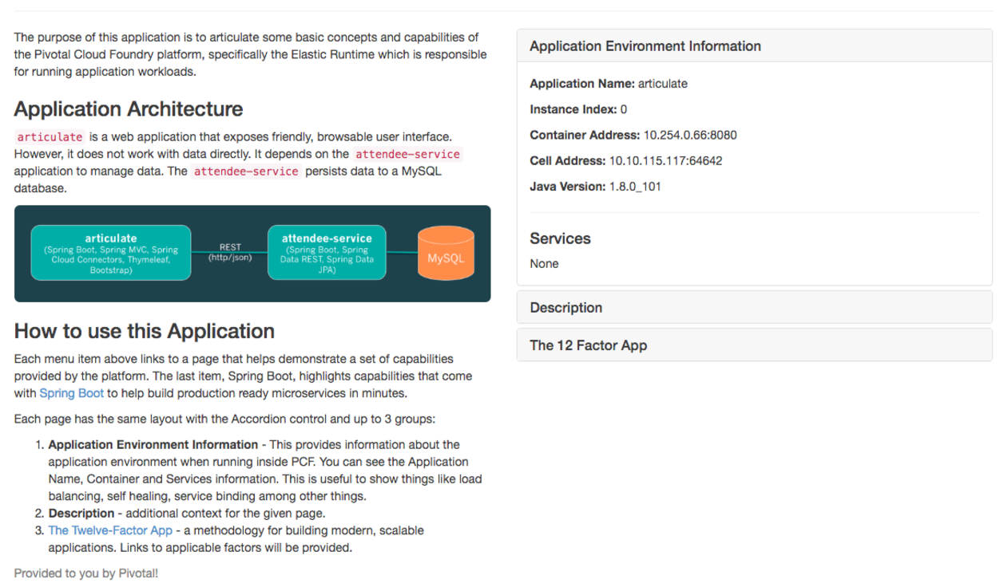 The purpose of this application is to articulate some basic concepts and capabilities of
the Pivotal Cloud Foundry platform, specifically the Elastic Runtime which is responsible
for running application workloads.
Application Architecture
articulate is a web application that exposes friendly, browsable user interface.
However, it does not work with data directly. It depends on the attendee-service
application to manage data. The attendee-service persists data to a MySQL
database.
articulate
(Spring Boot, Spring MVC, Spring
Cloud Connectors, Thymeleaf,
Bootstrap)
REST
(http/json)
attendee-service
(Spring Boot, Spring
Data REST, Spring Data
JPA)
MySQL
How to use this Application
Each menu item above links to a page that helps demonstrate a set of capabilities
provided by the platform. The last item, Spring Boot, highlights capabilities that come
with Spring Boot to help build production ready microservices in minutes.
Each page has the same layout with the Accordion control and up to 3 groups:
1. Application Environment Information - This provides information about the
application environment when running inside PCF. You can see the Application
Name, Container and Services information. This is useful to show things like load
balancing, self healing, service binding among other things.
2. Description - additional context for the given page.
3. The Twelve-Factor App - a methodology for building modern, scalable
applications. Links to applicable factors will be provided.
Provided to you by Pivotal!
Application Environment Information
Application Name: articulate
Instance Index: 0
Container Address: 10.254.0.66:8080
Cell Address: 10.10.115.117:64642
Java Version: 1.8.0_101
Services
None
Description
The 12 Factor App